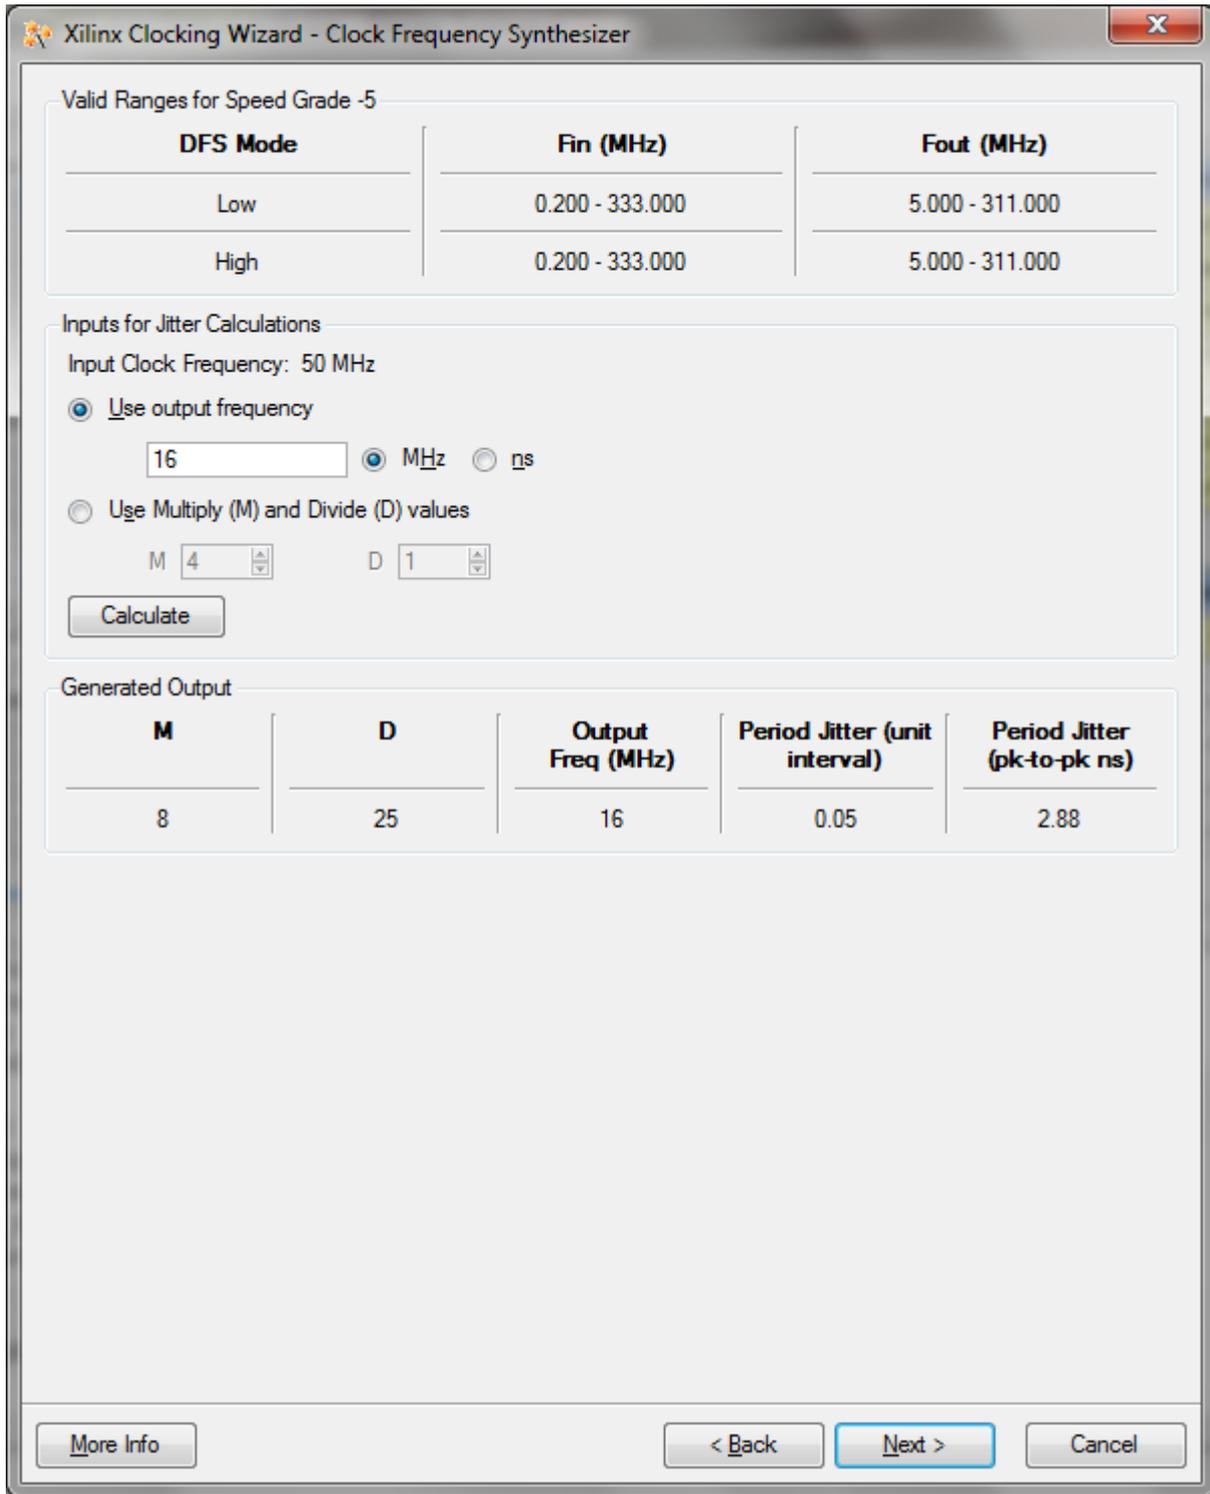 Xilinx Clocking Wizard - Clock Frequency Synthesizer
Valid Ranges for Speed Grade -5
DFS Mode Fin (MHz) Fout (MHz)
Low 0.200 - 333.000 5.000 - 311.000
High 0.200 - 333.000 5.000 - 311.000
Inputs for Jitter Calculations
Input Clock Frequency: 50 MHz
Use output frequency
16 MHz ns
Use Multiply (M) and Divide (D) values
M 4 D 1
Calculate
Generated Output
M D Output Freq (MHz) Period Jitter (unit interval) Period Jitter (pk-to-pk ns)
8 25 16 0.05 2.88
More Info < Back Next > Cancel